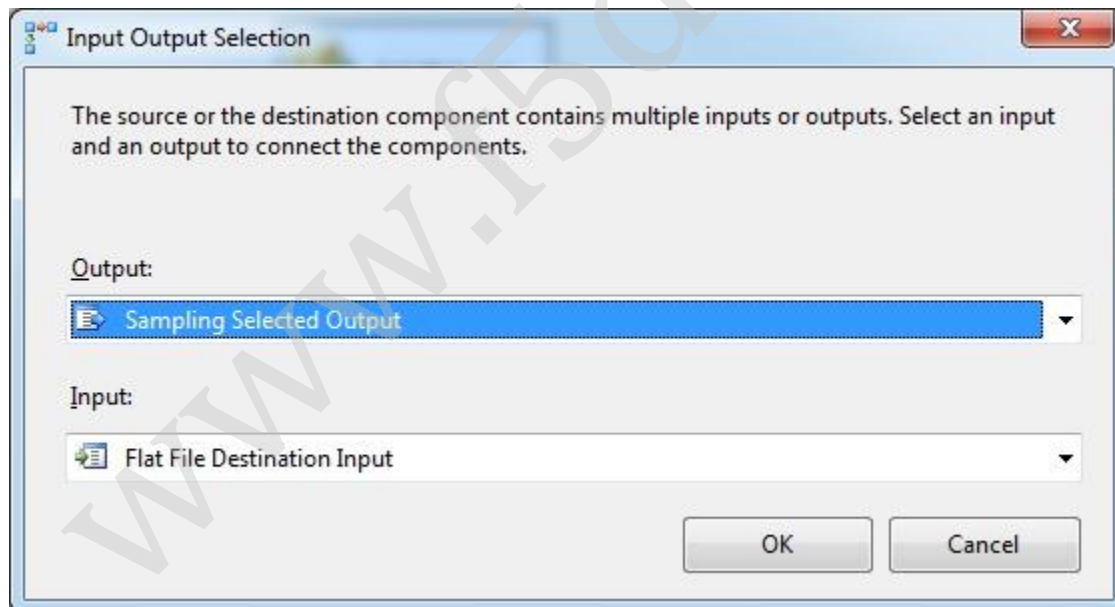 Input Output Selection
The source or the destination component contains multiple inputs or outputs. Select an input
and an output to connect the components.
Output:
Sampling Selected Output
Input:
Flat File Destination Input
OK
Cancel